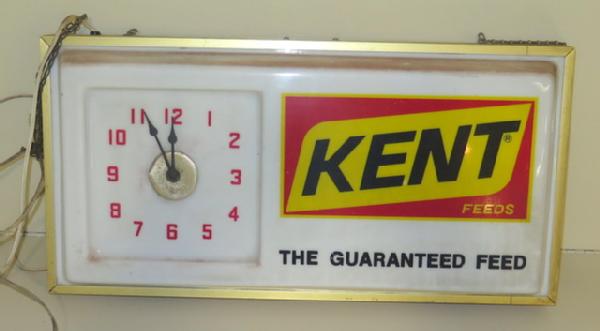 11 12 1
10 2
9 3
8 4
7 6 5
KENT®
FEEDS
THE GUARANTEED FEED